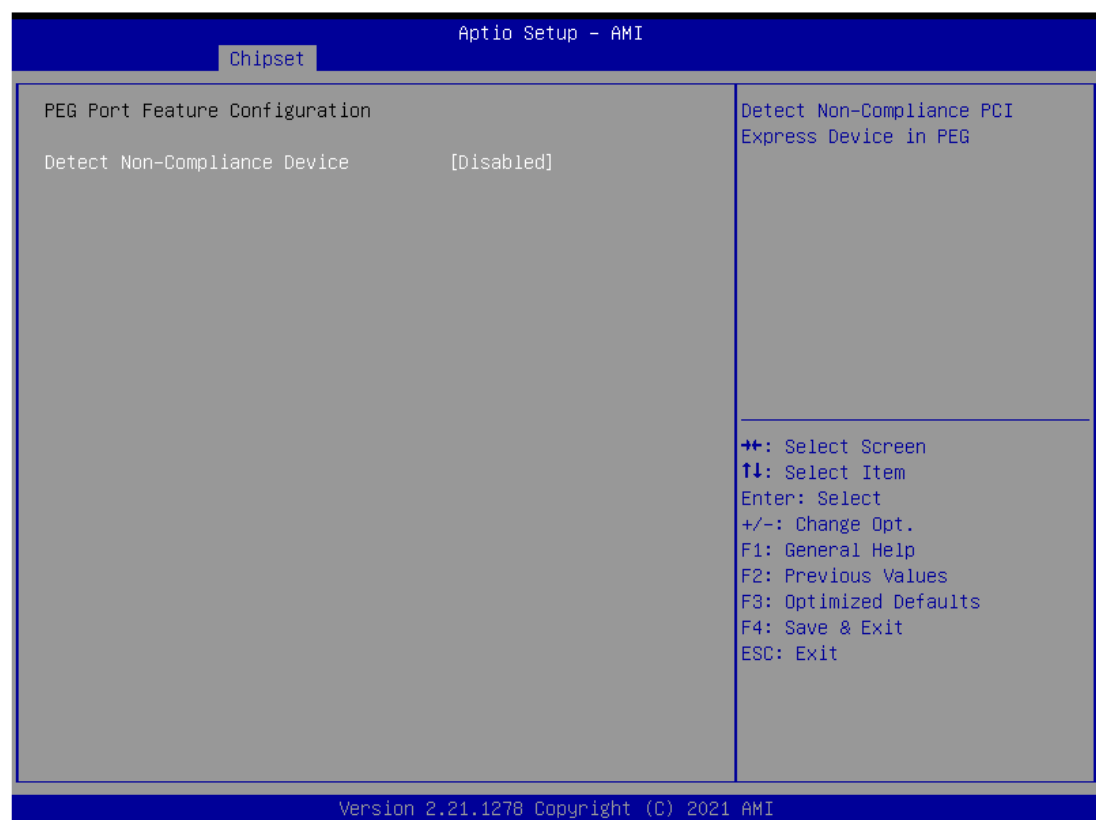 Aptio Setup – AMI
Chipset
PEG Port Feature Configuration
Detect Non-Compliance Device [Disabled]
Detect Non-Compliance PCI
Express Device in PEG
→←: Select Screen
↑↓: Select Item
Enter: Select
+/-: Change Opt.
F1: General Help
F2: Previous Values
F3: Optimized Defaults
F4: Save & Exit
ESC: Exit
Version 2.21.1278 Copyright (C) 2021 AMI